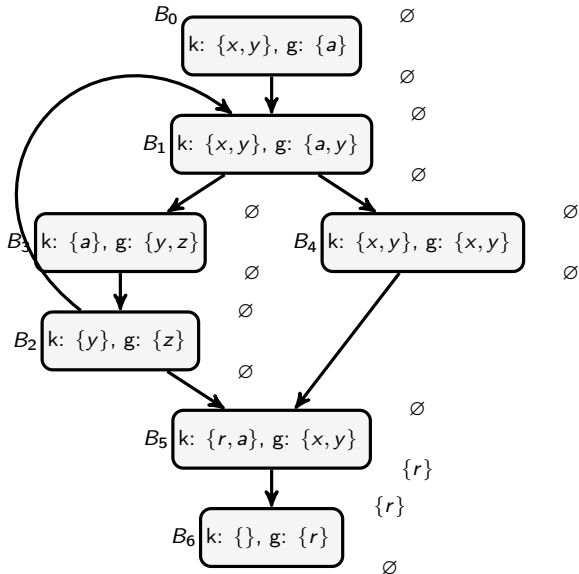 B₀ ∅
k: {x, y}, g: {a}
∅
∅
B₁ k: {x, y}, g: {a, y}
∅
∅ ∅
B₃ k: {a}, g: {y, z} B₄ k: {x, y}, g: {x, y}
∅ ∅
∅
B₂ k: {y}, g: {z}
∅
∅
B₅ k: {r, a}, g: {x, y}
{r}
{r}
B₆ k: {}, g: {r}
∅